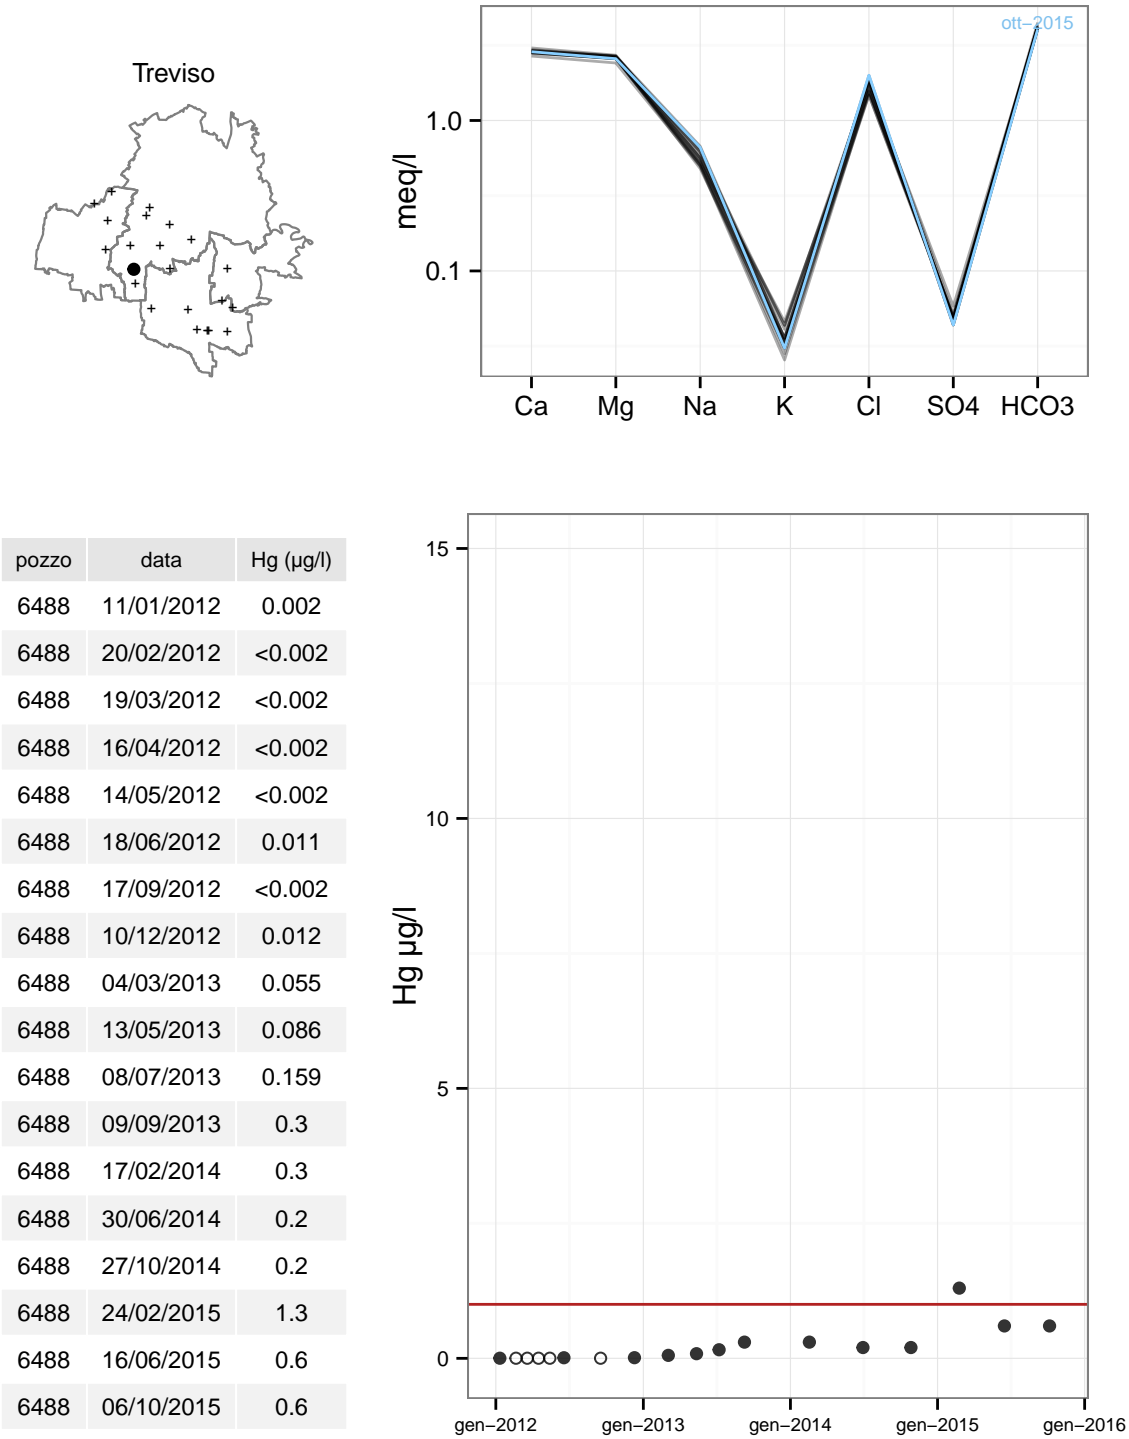 Treviso
ott−2015
meq/l
1.0
0.1
Ca Mg Na K Cl SO4 HCO3
pozzo data Hg (µg/l)
6488 11/01/2012 0.002
6488 20/02/2012 <0.002
6488 19/03/2012 <0.002
6488 16/04/2012 <0.002
6488 14/05/2012 <0.002
6488 18/06/2012 0.011
6488 17/09/2012 <0.002
6488 10/12/2012 0.012
6488 04/03/2013 0.055
6488 13/05/2013 0.086
6488 08/07/2013 0.159
6488 09/09/2013 0.3
6488 17/02/2014 0.3
6488 30/06/2014 0.2
6488 27/10/2014 0.2
6488 24/02/2015 1.3
6488 16/06/2015 0.6
6488 06/10/2015 0.6
Hg µg/l
15
10
5
0
gen−2012 gen−2013 gen−2014 gen−2015 gen−2016